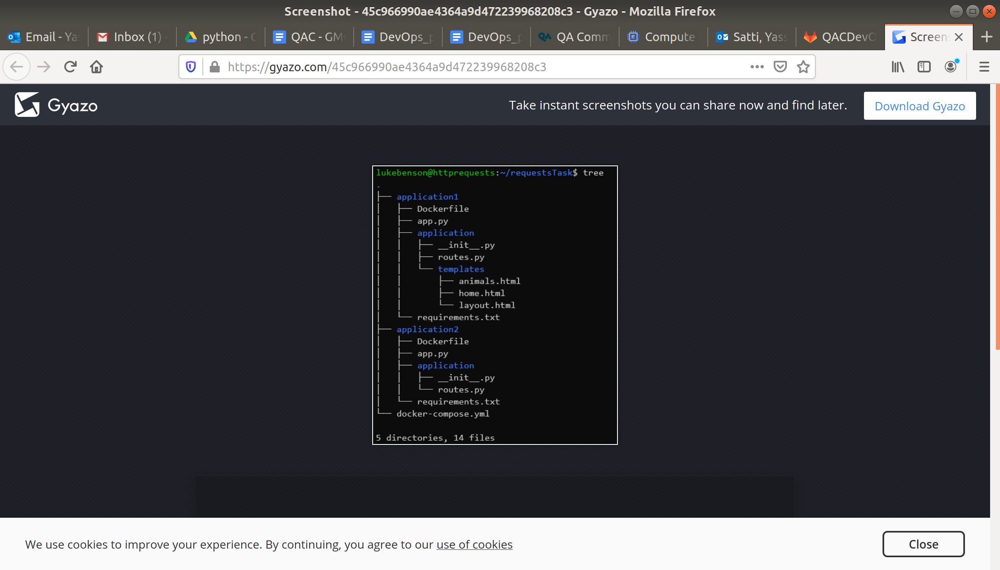 Screenshot - 45c966990ae4364a9d472239968208c3 - Gyazo - Mozilla Firefox
Email - Ya
Inbox (1) -
python -
QAC - GM
DevOps_p
DevOps_p
QA Comm
Compute
Satti, Yass
QACDevO
Screens
https://gyazo.com/45c966990ae4364a9d472239968208c3
Gyazo
Take instant screenshots you can share now and find later.
Download Gyazo
lukebenson@httprequests:~/requestsTask$ tree
.
├── application1
│   ├── Dockerfile
│   ├── app.py
│   ├── application
│   │   ├── __init__.py
│   │   ├── routes.py
│   │   └── templates
│   │       ├── animals.html
│   │       ├── home.html
│   │       └── layout.html
│   └── requirements.txt
├── application2
│   ├── Dockerfile
│   ├── app.py
│   ├── application
│   │   ├── __init__.py
│   │   └── routes.py
│   └── requirements.txt
└── docker-compose.yml
5 directories, 14 files
We use cookies to improve your experience. By continuing, you agree to our use of cookies
Close